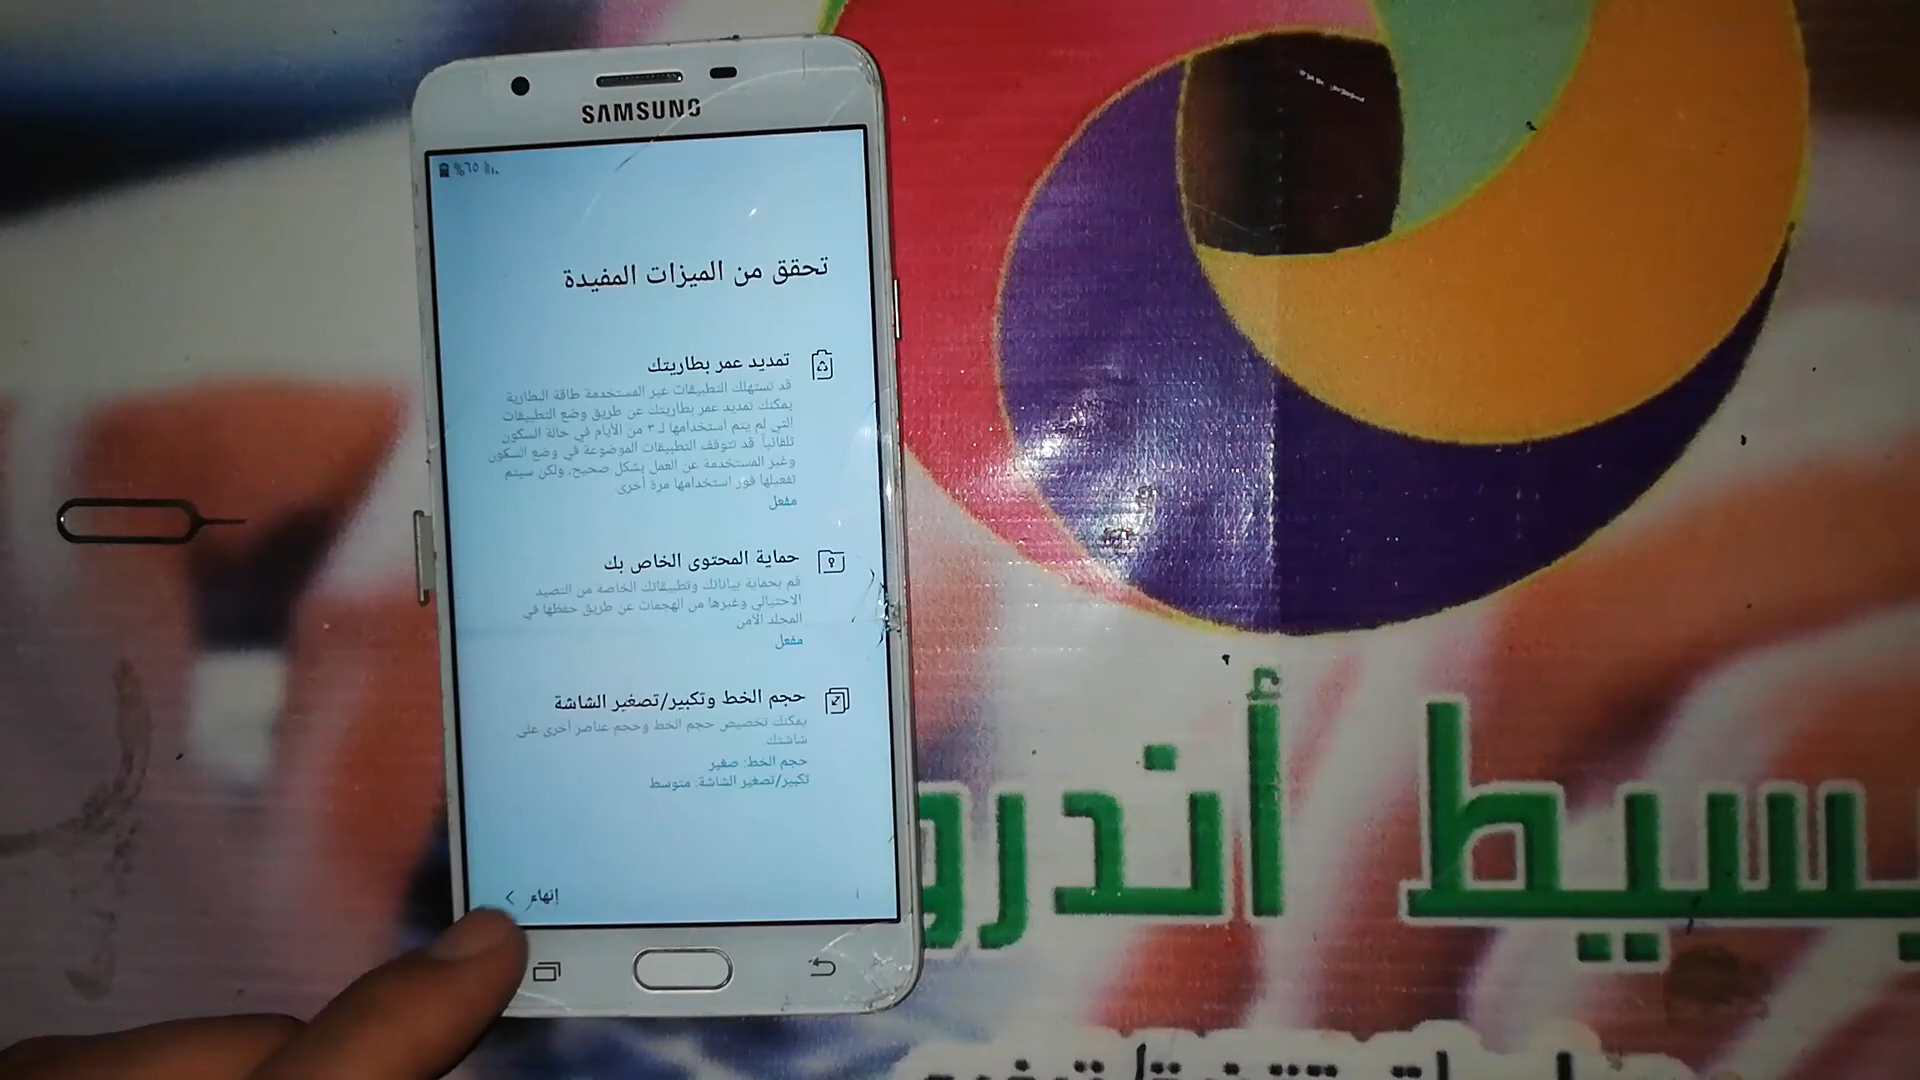 SAMSUNG
%٦٥
تحقق من الميزات المفيدة
تمديد عمر بطاريتك
قد تستهلك التطبيقات غير المستخدمة طاقة البطارية
يمكنك تمديد عمر بطاريتك عن طريق وضع التطبيقات
التي لم يتم استخدامها لـ ٣ من الأيام في حالة السكون
تلقائياً. قد تتوقف التطبيقات الموضوعة في وضع السكون
وغير المستخدمة عن العمل بشكل صحيح، ولكن سيتم
تفعيلها فور استخدامها مرة أخرى.
مفعل
حماية المحتوى الخاص بك
قم بحماية بياناتك وتطبيقاتك الخاصة من التصيد
الاحتيالي وغيرها من الهجمات عن طريق حفظها في
المجلد الآمن
مفعل
حجم الخط وتكبير/تصغير الشاشة
يمكنك تخصيص حجم الخط وحجم عناصر أخرى على
شاشتك.
حجم الخط: صغير
تكبير/تصغير الشاشة: متوسط
إنهاء
بسيط أندرو